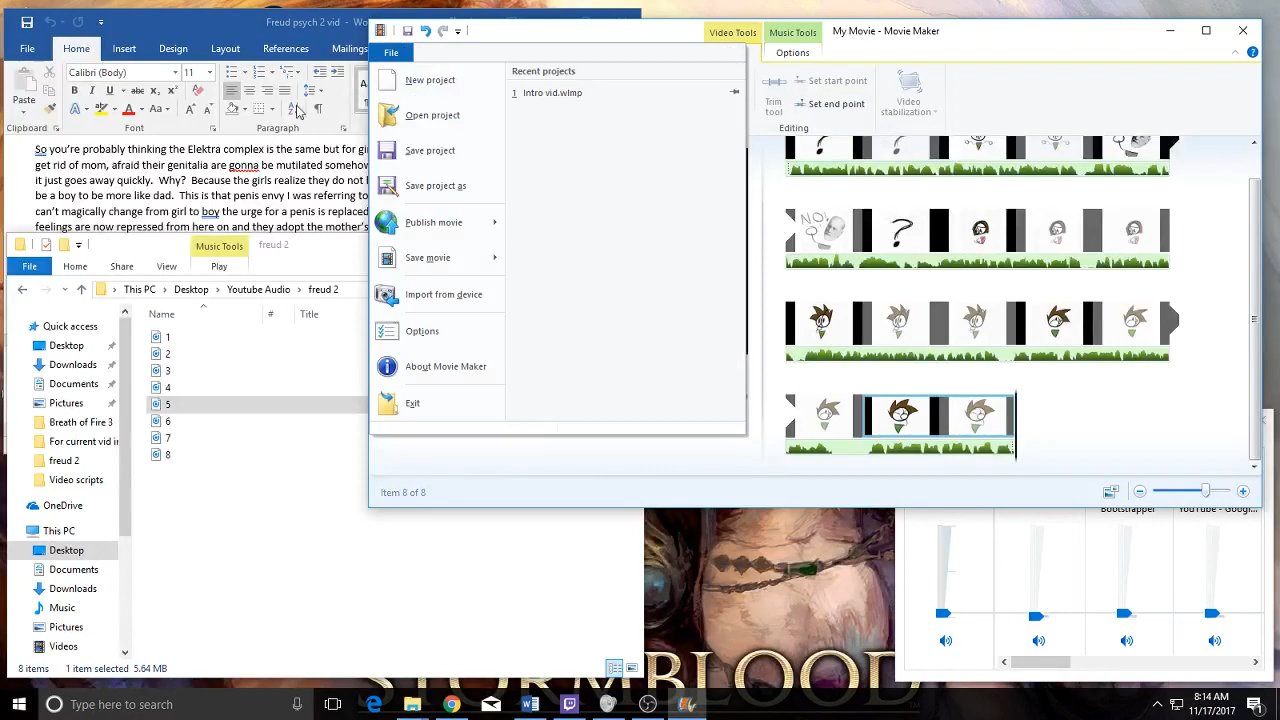 Freud psych 2 vid - Wo
File Home Insert Design Layout References Mailings
Paste
Calibri (Body) 11
B I U abc x₂ x²
A Aa A A
Clipboard Font Paragraph
So you're probably thinking the Elektra complex is the same but for gi
get rid of mom, afraid their genitalia are gonna be mutilated somehow
it just goes away quickly. Why? Because the girls realize they do not h
be a boy to be more like dad. This is that penis envy I was referring to
can't magically change from girl to boy the urge for a penis is replaced
feelings are now repressed from here on and they adopt the mother's
Video Tools Music Tools My Movie - Movie Maker
File Options
New project
Open project
Save project
Save project as
Publish movie
Save movie
Import from device
Options
About Movie Maker
Exit
Recent projects
1 Intro vid.wlmp
Trim
tool
Set start point
Set end point
Video
stability
Editing
NO!
Item 8 of 8
Music Tools freud 2
File Home Share View Play
This PC Desktop Youtube Audio freud 2
Name
Quick access
Desktop
Downloads
Documents
Pictures
Breath of Fire 3
For current vid in
freud 2
Video scripts
OneDrive
This PC
Desktop
Documents
Downloads
Music
Pictures
Videos
# Title
1
2
3
4
5
6
7
8
8 items 1 item selected 5.64 MB
Bootstrapper YouTube - Googl...
STORMBLOOD
Type here to search
8:14 AM
11/17/2017
1